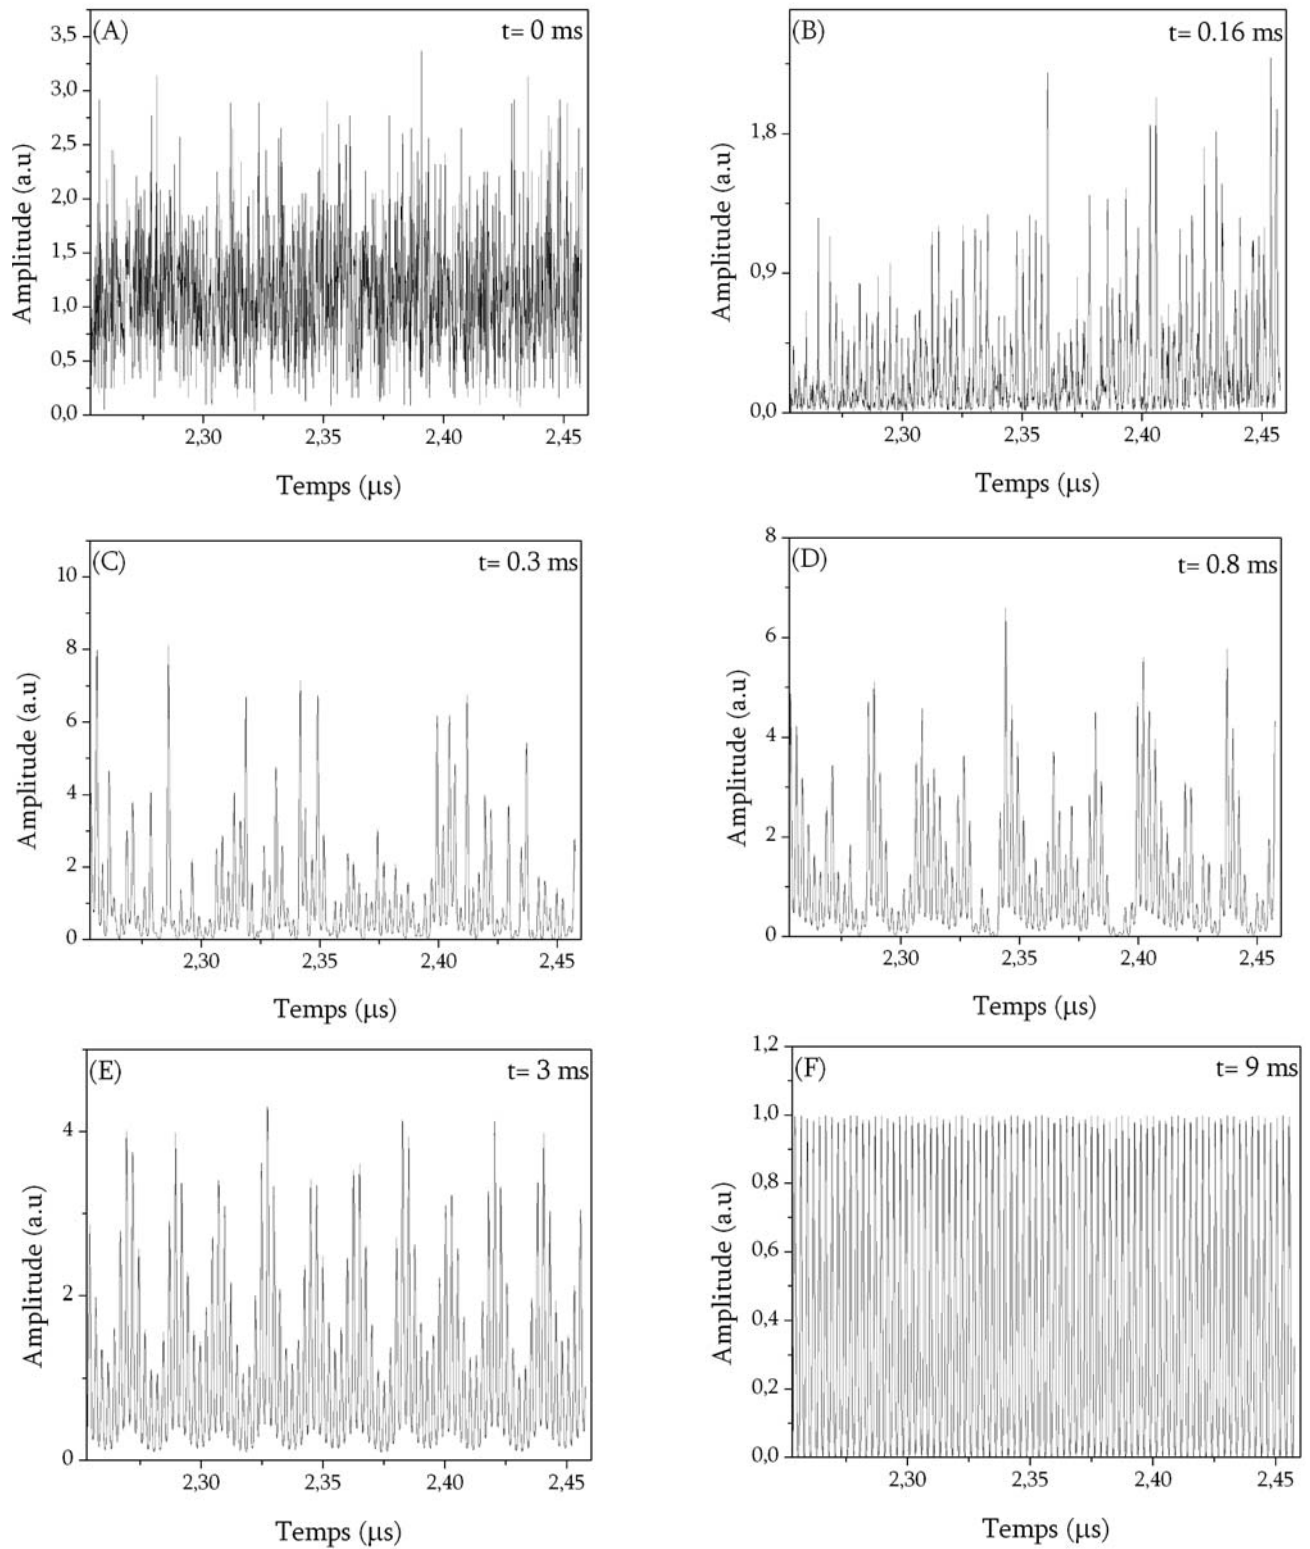 (A)
t= 0 ms
3,5
3,0
2,5
2,0
1,5
1,0
0,5
0,0
2,30 2,35 2,40 2,45
Amplitude (a.u)
Temps (μs)
(B)
t= 0.16 ms
1,8
0,9
0,0
2,30 2,35 2,40 2,45
Amplitude (a.u)
Temps (μs)
(C)
t= 0.3 ms
10
8
6
4
2
0
2,30 2,35 2,40 2,45
Amplitude (a.u)
Temps (μs)
(D)
t= 0.8 ms
8
6
4
2
0
2,30 2,35 2,40 2,45
Amplitude (a.u)
Temps (μs)
(E)
t= 3 ms
4
2
0
2,30 2,35 2,40 2,45
Amplitude (a.u)
Temps (μs)
(F)
t= 9 ms
1,2
1,0
0,8
0,6
0,4
0,2
0,0
2,30 2,35 2,40 2,45
Amplitude (a.u)
Temps (μs)